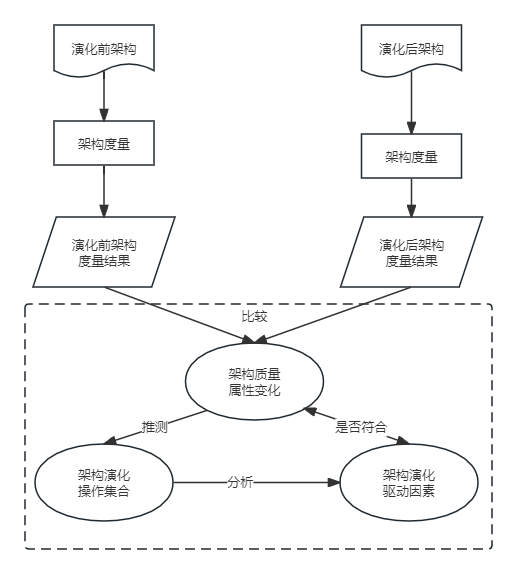 演化前架构
演化后架构
架构度量
架构度量
演化前架构
度量结果
演化后架构
度量结果
比较
架构质量
属性变化
推测
是否符合
架构演化
操作集合
分析
架构演化
驱动因素